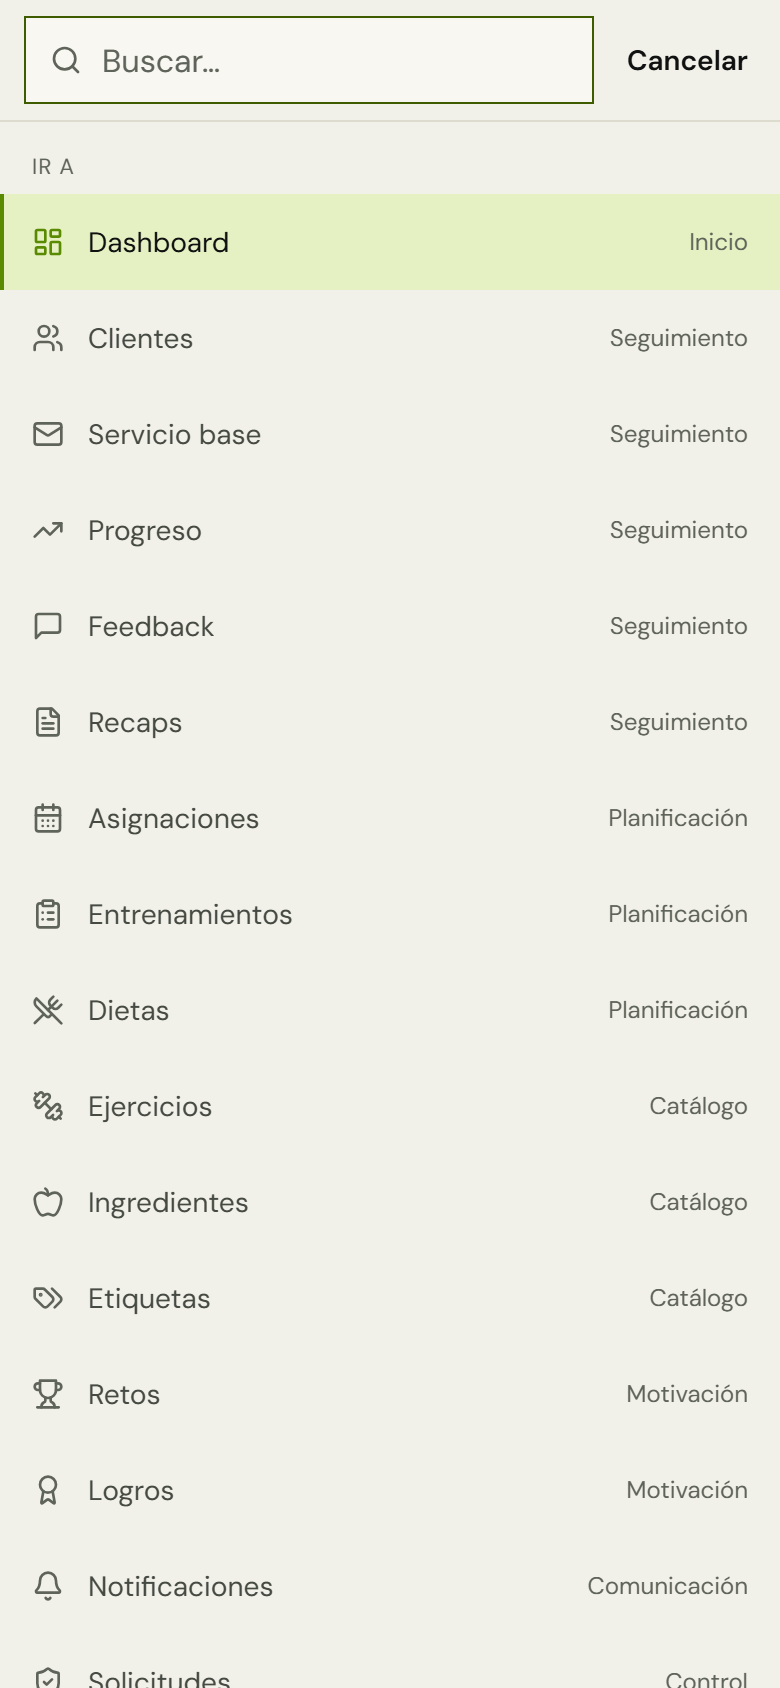 Buscar...
Cancelar
IR A
Dashboard Inicio
Clientes Seguimiento
Servicio base Seguimiento
Progreso Seguimiento
Feedback Seguimiento
Recaps Seguimiento
Asignaciones Planificación
Entrenamientos Planificación
Dietas Planificación
Ejercicios Catálogo
Ingredientes Catálogo
Etiquetas Catálogo
Retos Motivación
Logros Motivación
Notificaciones Comunicación
Solicitudes Control